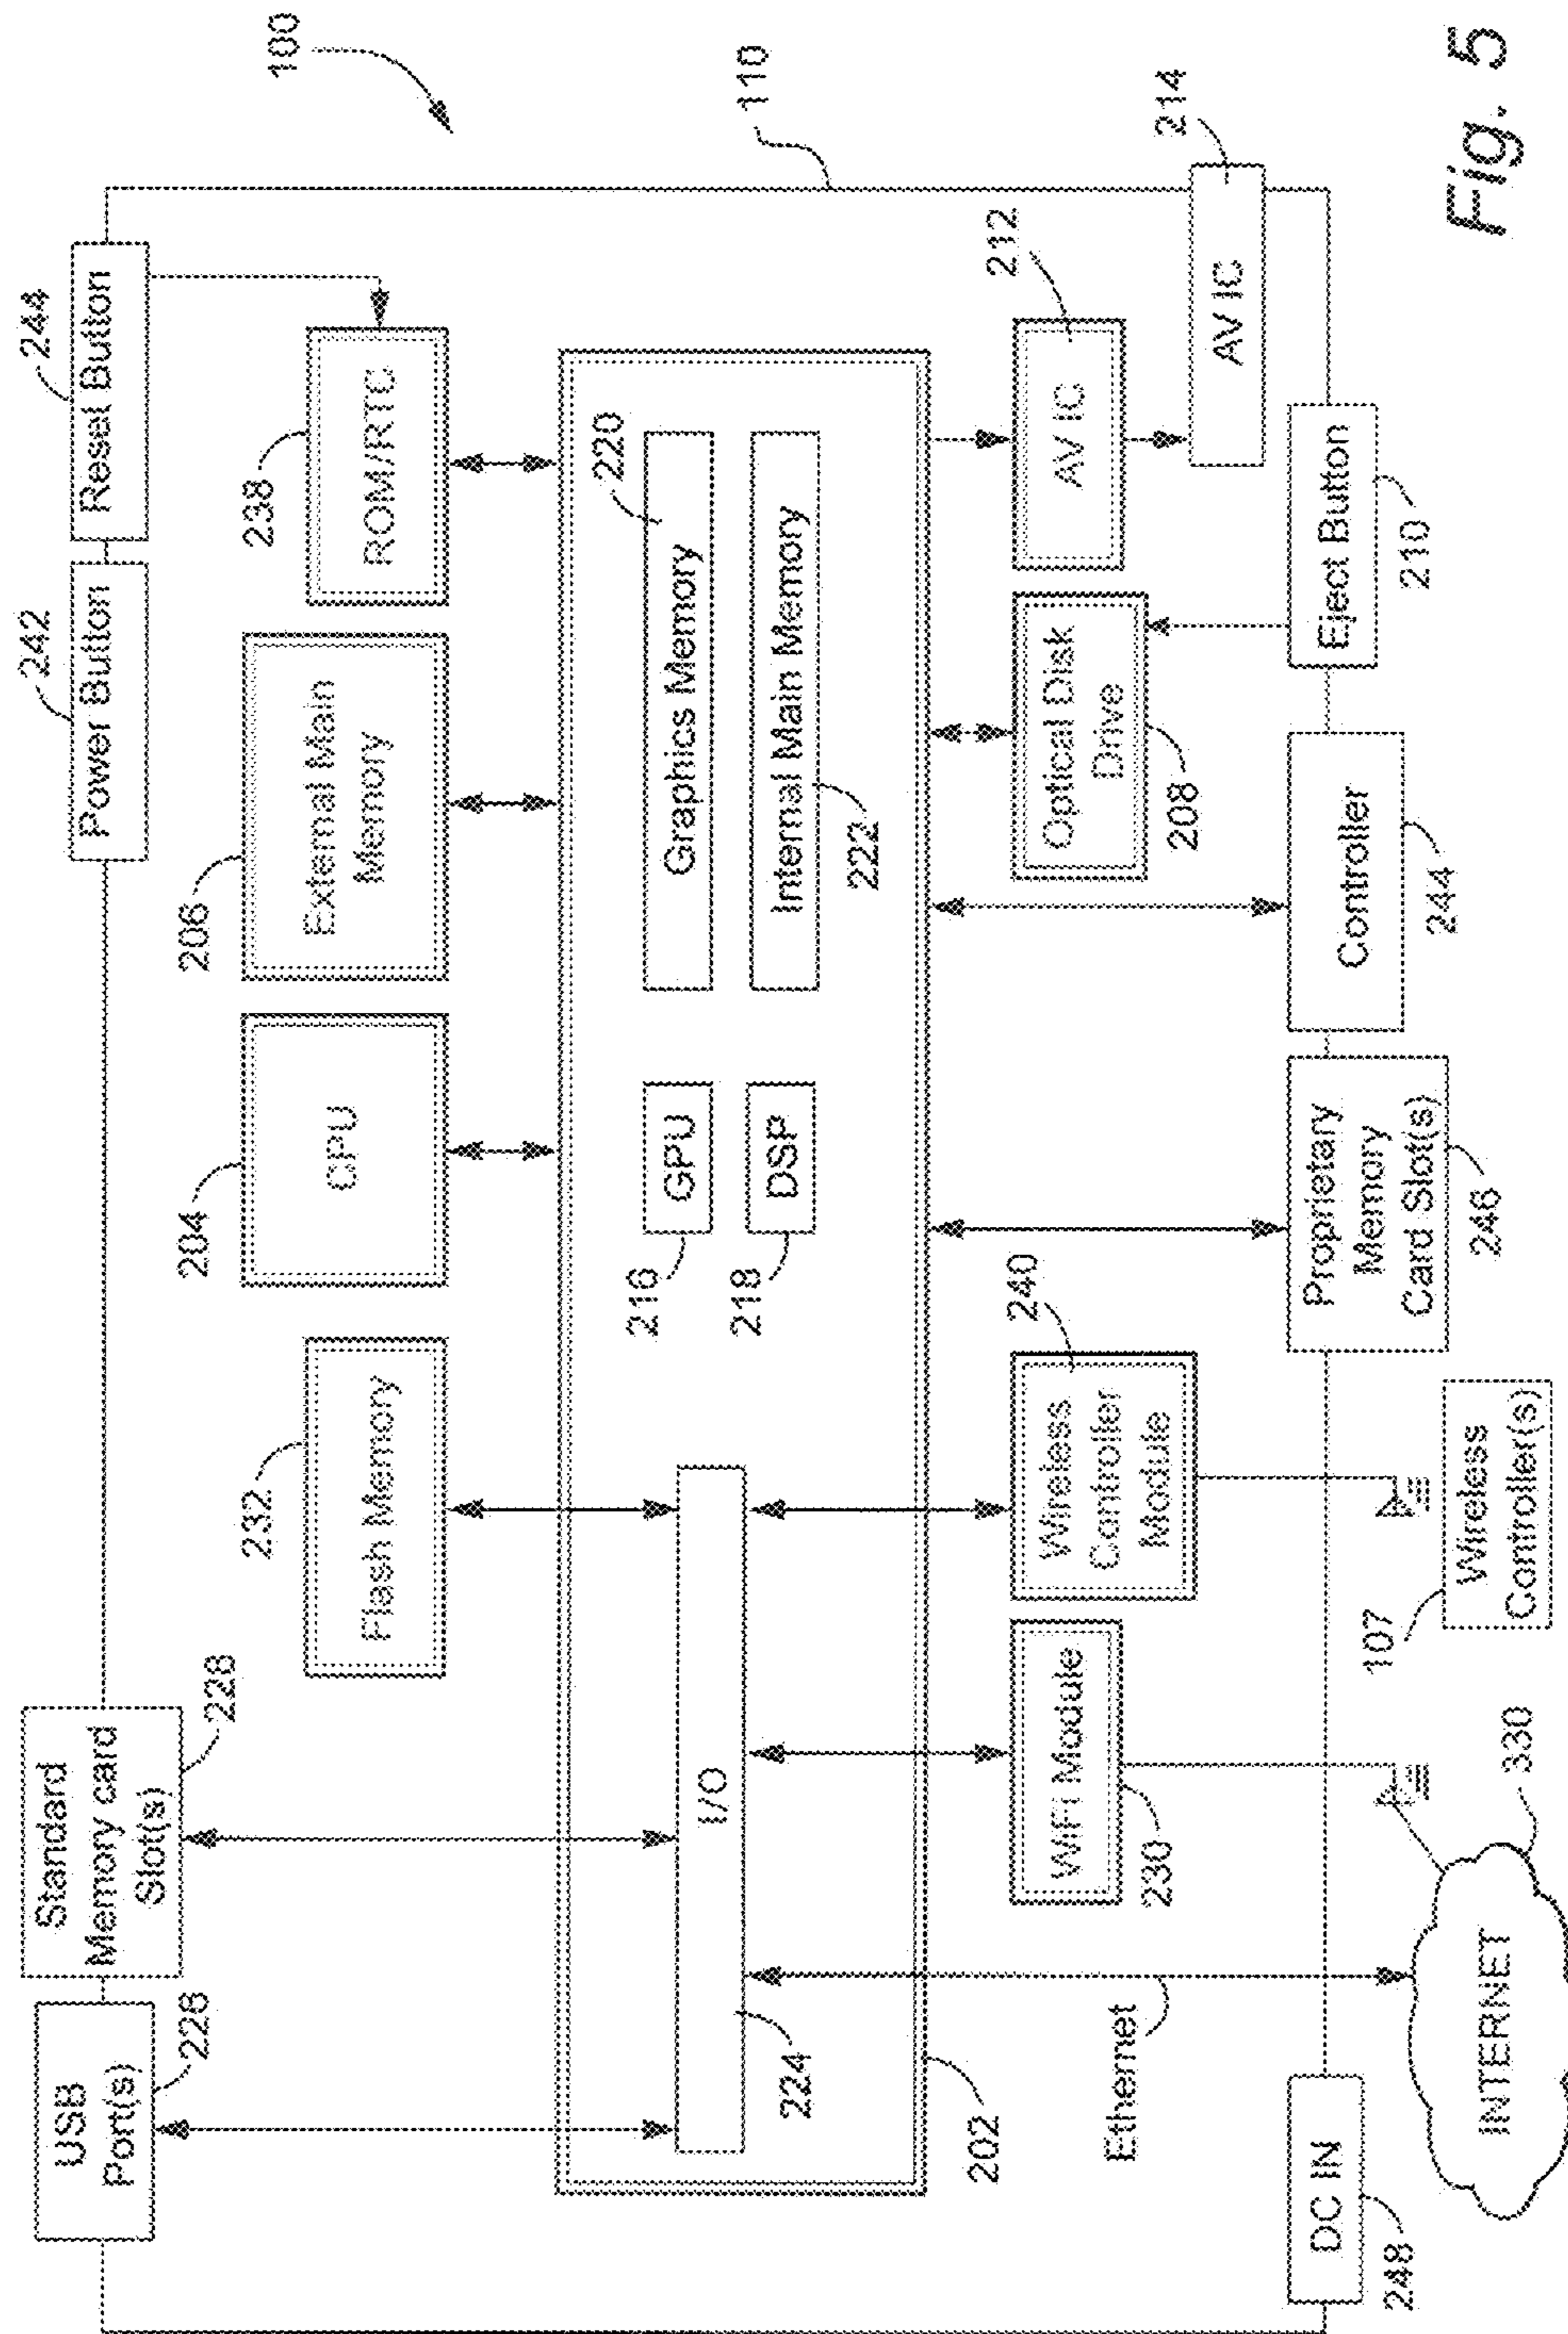 100
244
Reset Button
242
Power Button
110
238
ROM/RTC
206
External Main
Memory
204
CPU
232
Flash Memory
228
Standard
Memory card
Slot(s)
228
USB
Port(s)
220
Graphics Memory
Internal Main Memory
222
216
GPU
218
DSP
I/O
224
202
212
AV IC
214
AV IC
Optical Disk
Drive
208
Eject Button
210
Controller
244
Proprietary
Memory
Card Slot(s)
246
240
Wireless
Controller
Module
WiFi Module
230
Wireless
Controller(s)
107
Ethernet
330
INTERNET
DC IN
248
Fig. 5